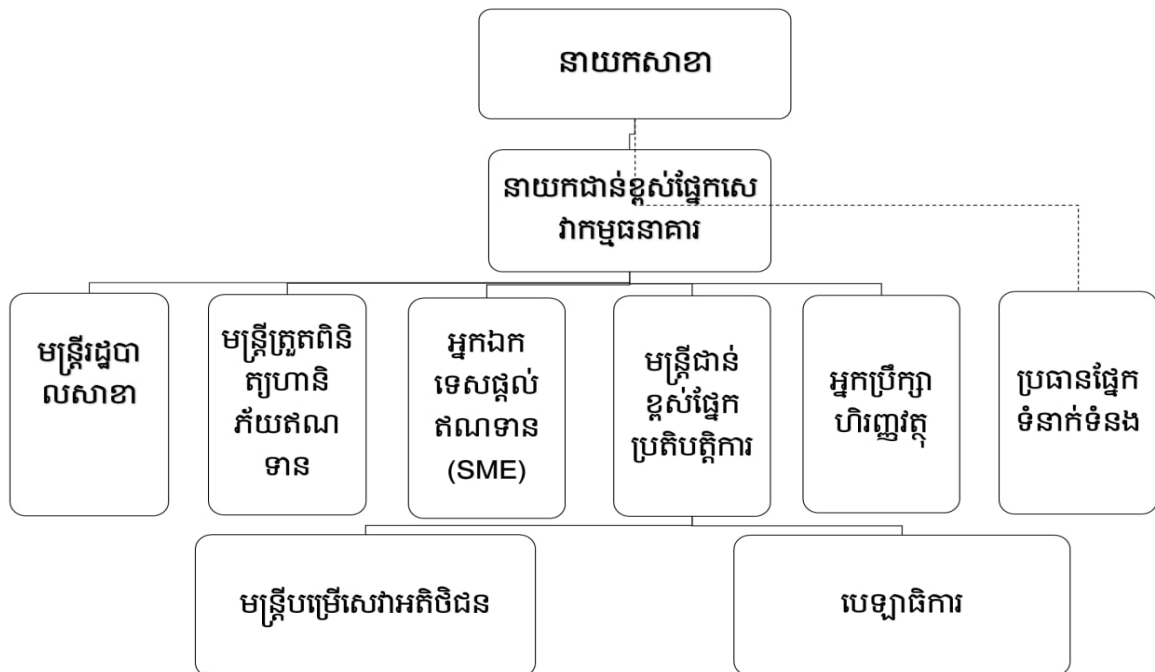 នាយកសាខា
នាយកជាន់ខ្ពស់ផ្នែកសេ
វាកម្មធនាគារ
មន្ត្រីរដ្ឋបា
លសាខា
មន្ត្រីត្រួតពិនិ
ត្យហានិ
ភ័យឥណ
ទាន
អ្នកឯក
ទេសផ្តល់
ឥណទាន
(SME)
មន្ត្រីជាន់
ខ្ពស់ផ្នែក
ប្រតិបត្តិការ
អ្នកប្រឹក្សា
ហិរញ្ញវត្ថុ
ប្រធានផ្នែក
ទំនាក់ទំនង
មន្ត្រីបម្រើសេវាអតិថិជន
បេឡាធិការ